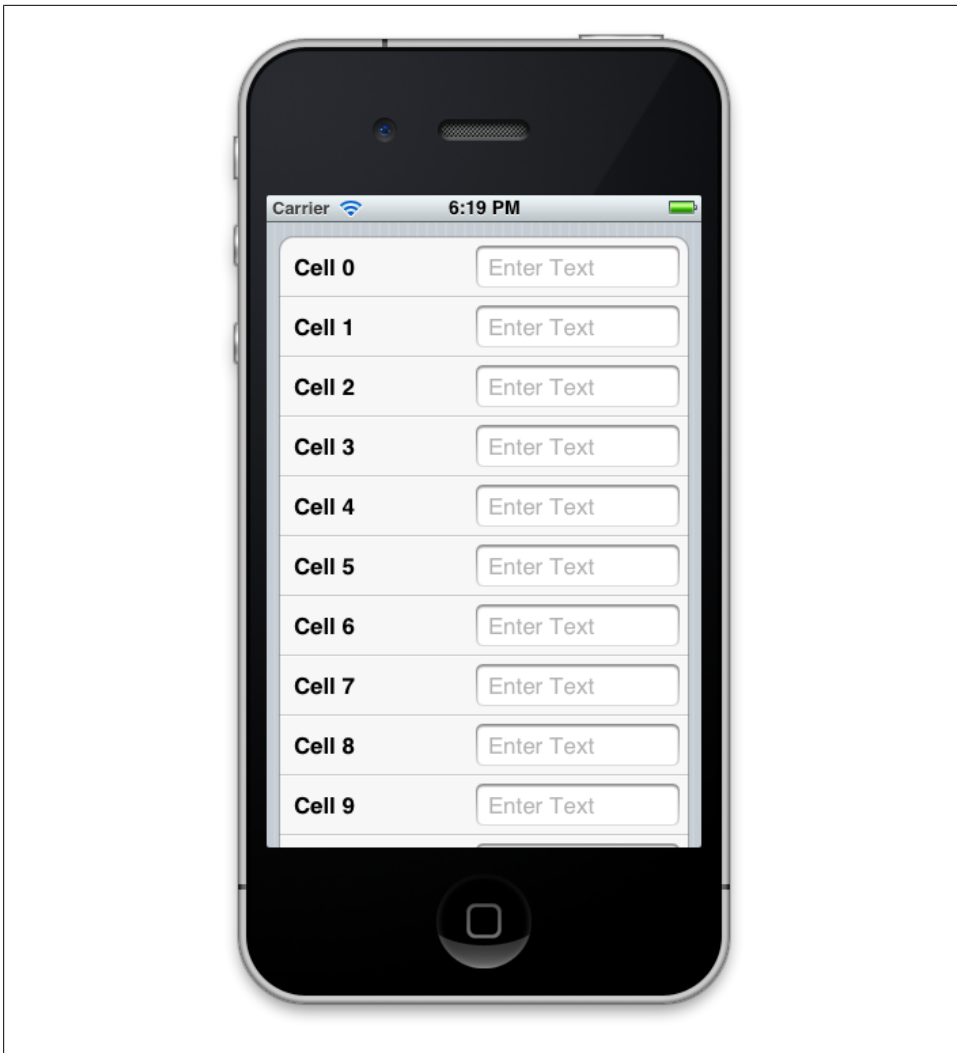 Carrier 6:19 PM
Cell 0 Enter Text
Cell 1 Enter Text
Cell 2 Enter Text
Cell 3 Enter Text
Cell 4 Enter Text
Cell 5 Enter Text
Cell 6 Enter Text
Cell 7 Enter Text
Cell 8 Enter Text
Cell 9 Enter Text